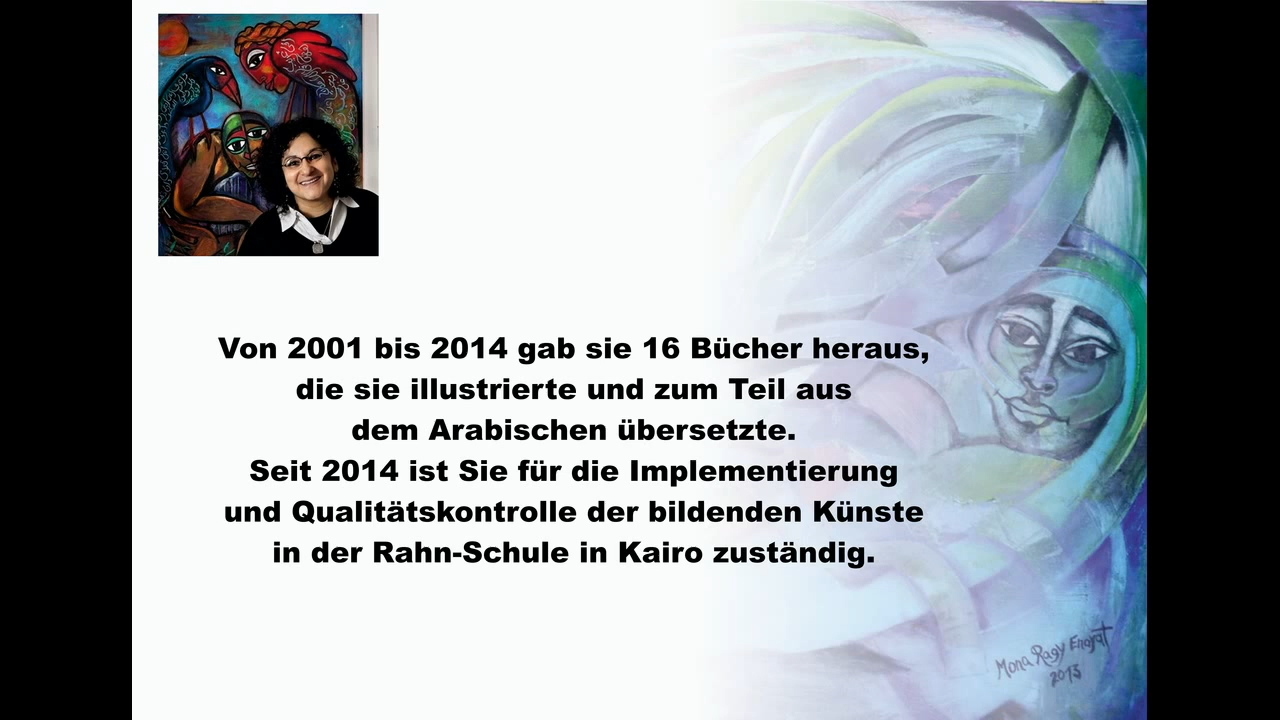 Von 2001 bis 2014 gab sie 16 Bücher heraus,
die sie illustrierte und zum Teil aus
dem Arabischen übersetzte.
Seit 2014 ist Sie für die Implementierung
und Qualitätskontrolle der bildenden Künste
in der Rahn-Schule in Kairo zuständig.
Mona Ragy Enayat
2013